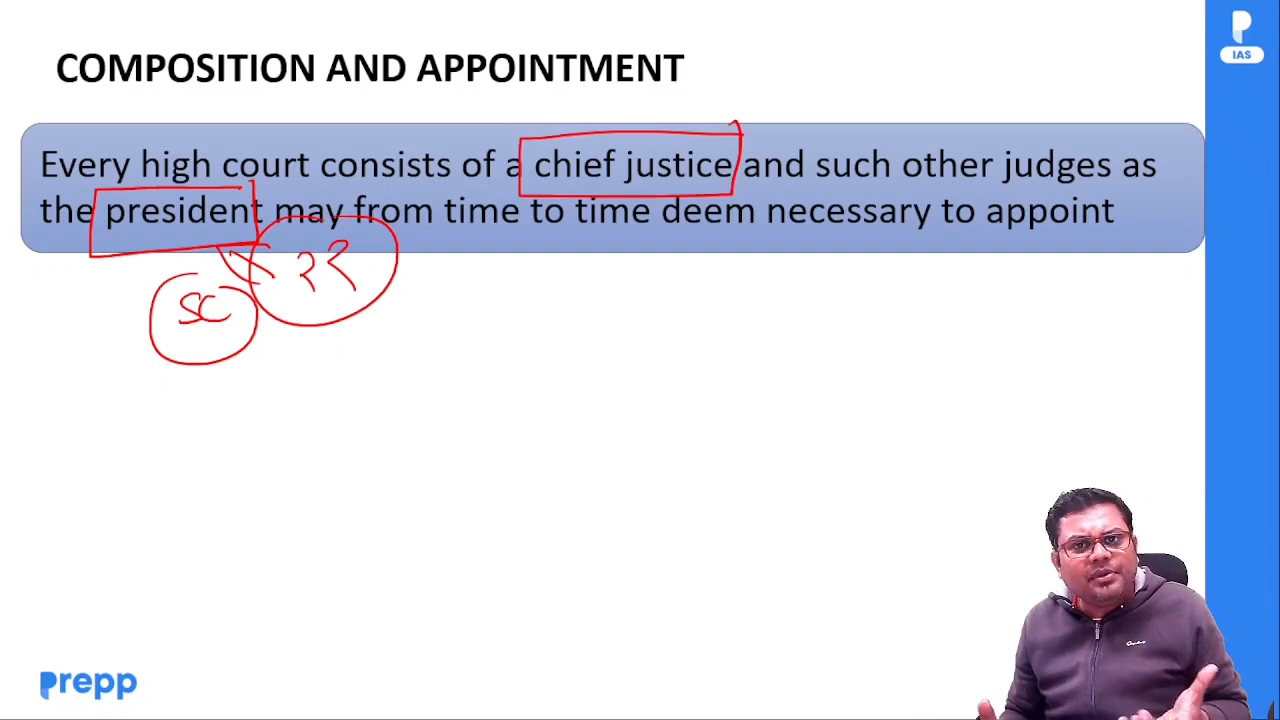 IAS
COMPOSITION AND APPOINTMENT
Every high court consists of a chief justice and such other judges as
the president may from time to time deem necessary to appoint
SC
prepp